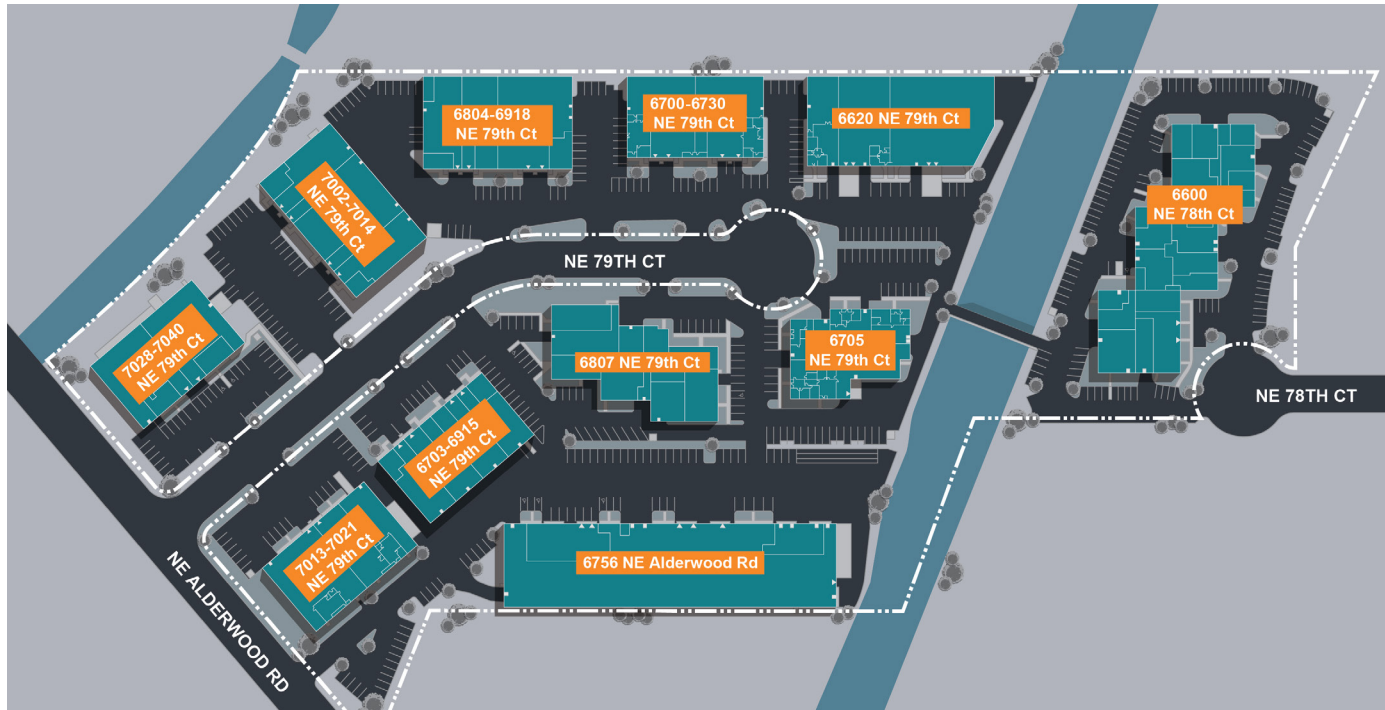 6804-6918
NE 79th Ct
6700-6730
NE 79th Ct
6620 NE 79th Ct
7002-7014
NE 79th Ct
6600
NE 78th Ct
NE 79TH CT
7028-7040
NE 79th Ct
6807 NE 79th Ct
6705
NE 79th Ct
NE 78TH CT
6703-6915
NE 79th Ct
7013-7021
NE 79th Ct
6756 NE Alderwood Rd
NE ALDERWOOD RD